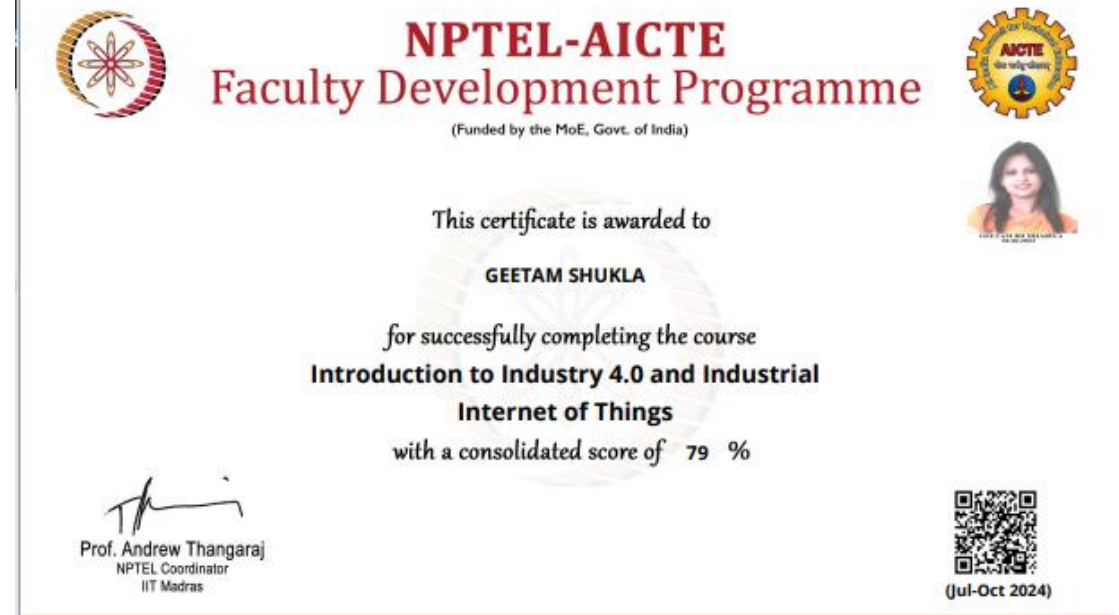 NPTEL-AICTE
Faculty Development Programme
(Funded by the MoE, Govt. of India)
AICTE
This certificate is awarded to
GEETAM SHUKLA
for successfully completing the course
Introduction to Industry 4.0 and Industrial
Internet of Things
with a consolidated score of 79 %
Prof. Andrew Thangaraj
NPTEL Coordinator
IIT Madras
(Jul-Oct 2024)